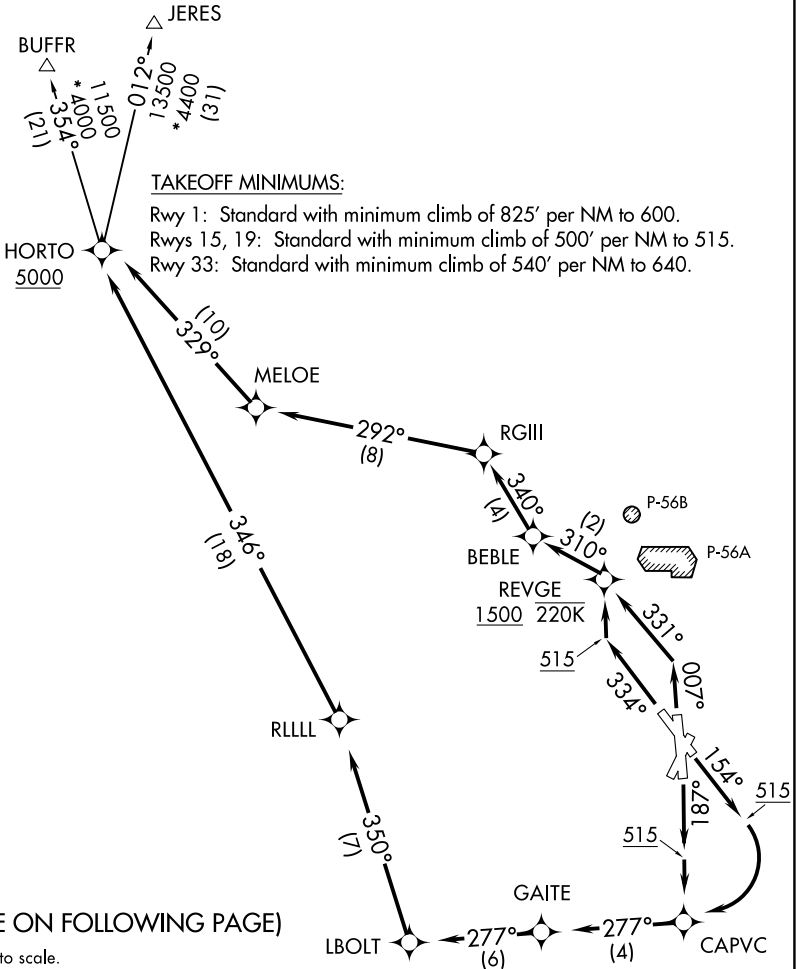 JERES
BUFFR
012°
13500
*4400
(31)
11500
*4000
354°
(21)
TAKEOFF MINIMUMS:
Rwy 1: Standard with minimum climb of 825' per NM to 600.
Rwys 15, 19: Standard with minimum climb of 500' per NM to 515.
Rwy 33: Standard with minimum climb of 540' per NM to 640.
HORTO
5000
(10)
329°
MELOE
292°
(8)
RGIII
340°
(4)
P-56B
(2)
310°
BEBLE
P-56A
REVGE
1500 220K
331°
515
334°
007°
346°
(18)
RLLLL
154°
187°
515
515
350°
(7)
GAITE
E ON FOLLOWING PAGE)
LBOLT
277°
(6)
277°
(4)
CAPVC
to scale.